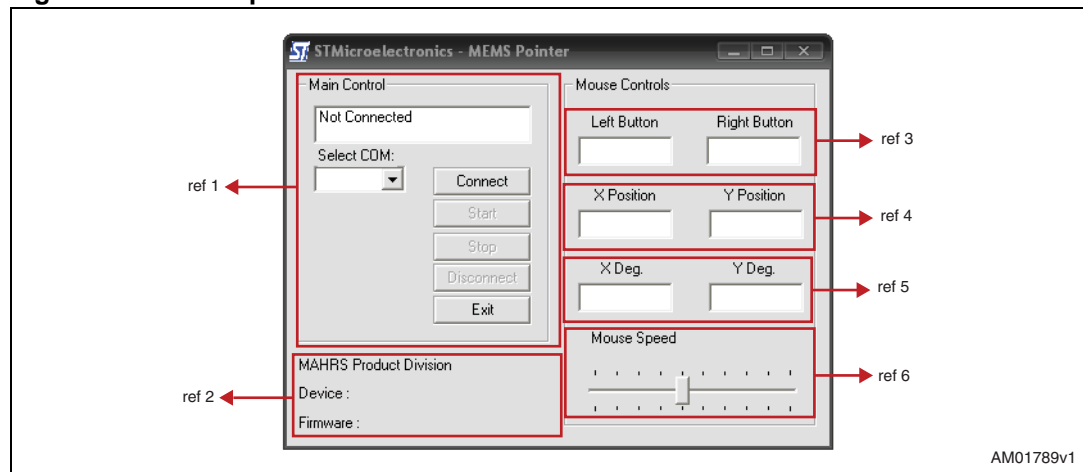 STMicroelectronics - MEMS Pointer
Main Control
Not Connected
Select COM:
Connect
Start
Stop
Disconnect
Exit
ref 1
MAHRS Product Division
Device :
Firmware :
ref 2
Mouse Controls
Left Button Right Button
ref 3
X Position Y Position
ref 4
X Deg. Y Deg.
ref 5
Mouse Speed
ref 6
AM01789v1